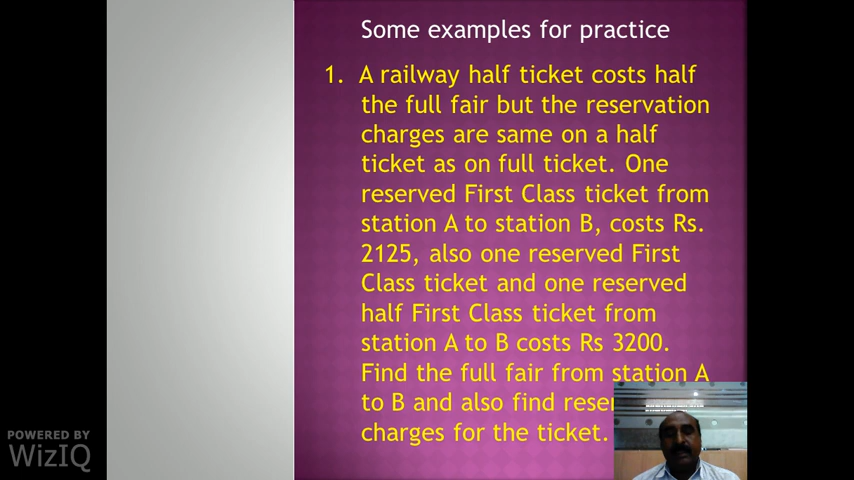 Some examples for practice
1. A railway half ticket costs half
the full fair but the reservation
charges are same on a half
ticket as on full ticket. One
reserved First Class ticket from
station A to station B, costs Rs.
2125, also one reserved First
Class ticket and one reserved
half First Class ticket from
station A to B costs Rs 3200.
Find the full fair from station A
to B and also find reser
charges for the ticket.
POWERED BY
WizIQ